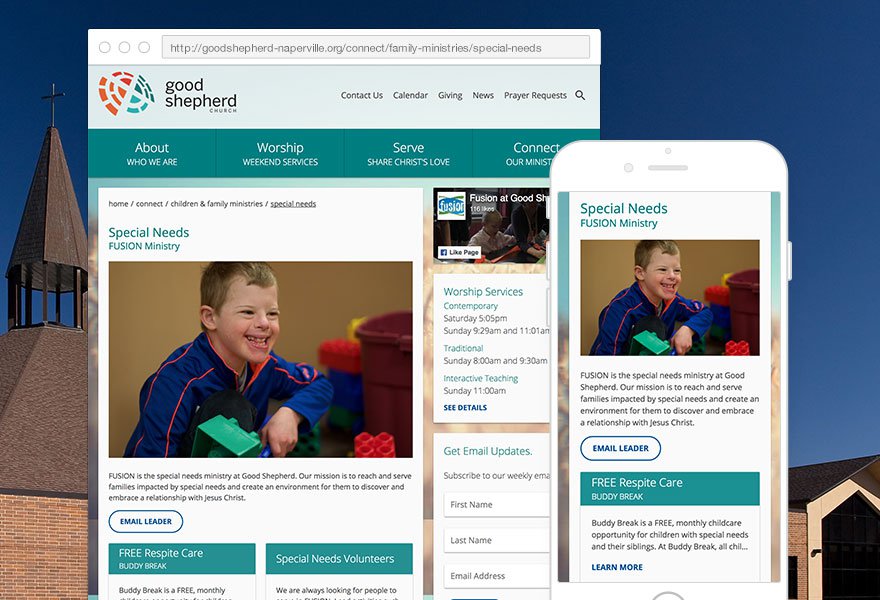 http://goodshepherd-naperville.org/connect/family-ministries/special-needs
good
shepherd
CHURCH
Contact Us Calendar Giving News Prayer Requests
About
WHO WE ARE
Worship
WEEKEND SERVICES
Serve
SHARE CHRIST'S LOVE
Connect
OUR MINIST
home / connect / children & family ministries / special needs
Special Needs
FUSION Ministry
FUSION is the special needs ministry at Good Shepherd. Our mission is to reach and serve
families impacted by special needs and create an environment for them to discover and
embrace a relationship with Jesus Christ.
EMAIL LEADER
FREE Respite Care
BUDDY BREAK
Buddy Break is a FREE, monthly
Special Needs Volunteers
We are always looking for people to
fusion
Fusion at Good She
116 likes
Like Page
Worship Services
Contemporary
Saturday 5:05pm
Sunday 9:29am and 11:01am
Traditional
Sunday 8:00am and 9:30am
Interactive Teaching
Sunday 11:00am
SEE DETAILS
Get Email Updates.
Subscribe to our weekly ema
First Name
Last Name
Email Address
Special Needs
FUSION Ministry
FUSION is the special needs ministry at Good
Shepherd. Our mission is to reach and serve
families impacted by special needs and create an
environment for them to discover and embrace
a relationship with Jesus Christ.
EMAIL LEADER
FREE Respite Care
BUDDY BREAK
Buddy Break is a FREE, monthly childcare
opportunity for children with special needs
and their siblings. At Buddy Break, all chil...
LEARN MORE